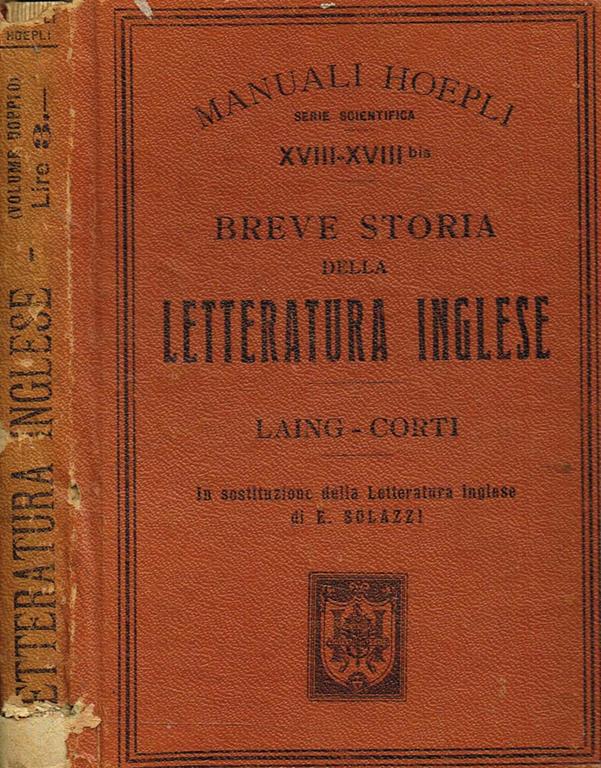 MANUALI HOEPLI
SERIE SCIENTIFICA
XVIII-XVIII bis
BREVE STORIA
DELLA
LETTERATURA INGLESE
LAING - CORTI
In sostituzione della Letteratura Inglese
di E. SOLAZZI
HOEPLI
(VOLUME DOPPIO)
Lire 3.—
ETTERATURA INGLESE -